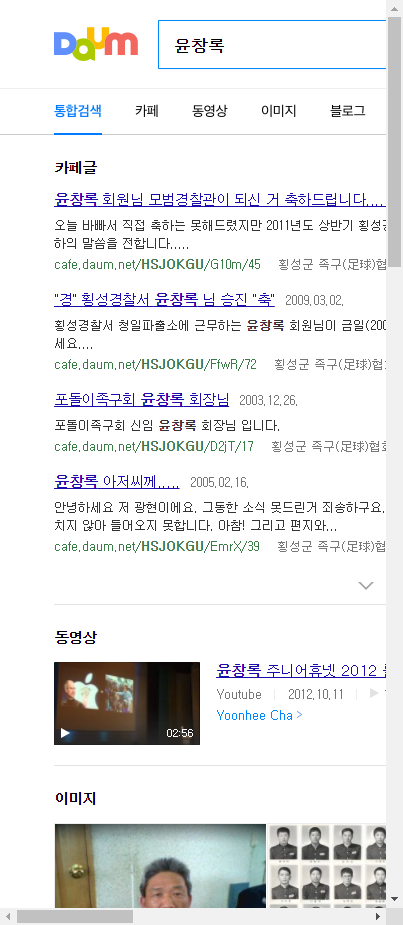 Daum
윤창록
통합검색 카페 동영상 이미지 블로그
카페글
윤창록 회원님 모범경찰관이 되신 거 축하드립니다....
오늘 바빠서 직접 축하는 못해드렸지만 2011년도 상반기 횡성경
하의 말씀을 전합니다.....
cafe.daum.net/HSJOKGU/G10m/45 횡성군 족구(足球)협
"경" 횡성경찰서 윤창록 님 승진 "축" 2009.03.02.
횡성경찰서 청일파출소에 근무하는 윤창록 회원님이 금일(200
세요....
cafe.daum.net/HSJOKGU/FfwR/72 횡성군 족구(足球)협
포돌이족구회 윤창록 회장님 2003.12.26.
포돌이족구회 신임 윤창록 회장님 입니다.
cafe.daum.net/HSJOKGU/D2jT/17 횡성군 족구(足球)협
윤창록 아저씨께..... 2005.02.16.
안녕하세요 저 광현이에요. 그동한 소식 못드린거 죄송하구요.
치지 않아 들어오지 못합니다. 아참! 그리고 편지와...
cafe.daum.net/HSJOKGU/EmrX/39 횡성군 족구(足球)협
동영상
윤창록 주니어휴넷 2012
Youtube 2012.10.11
02:56
Yoonhee Cha >
이미지